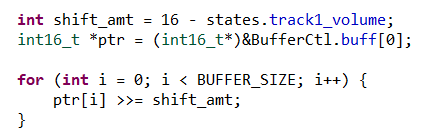 int shift_amt = 16 - states.track1_volume;
int16_t *ptr = (int16_t*)&BufferCtl.buff[0];
for (int i = 0; i < BUFFER_SIZE; i++) {
ptr[i] >>= shift_amt;
}